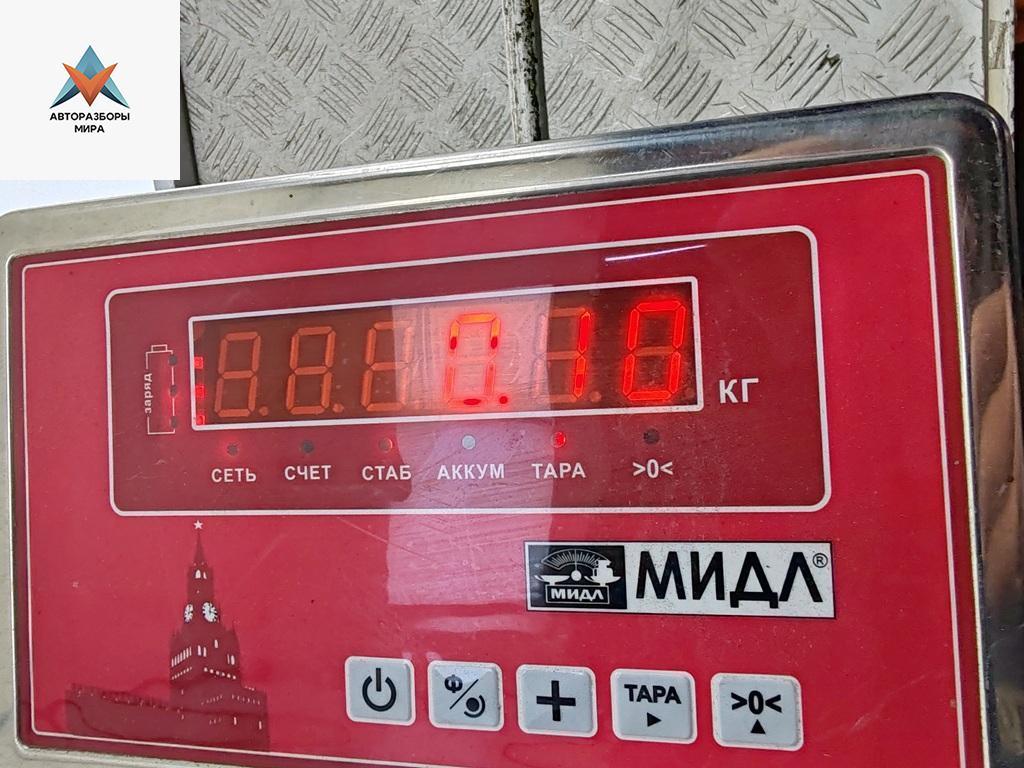 АВТОРАЗБОРЫ
МИРА
заряд
0.10
КГ
СЕТЬ СЧЕТ СТАБ АККУМ ТАРА >0<
МИДЛ МИДЛ®
Ф/ + ТАРА >0<